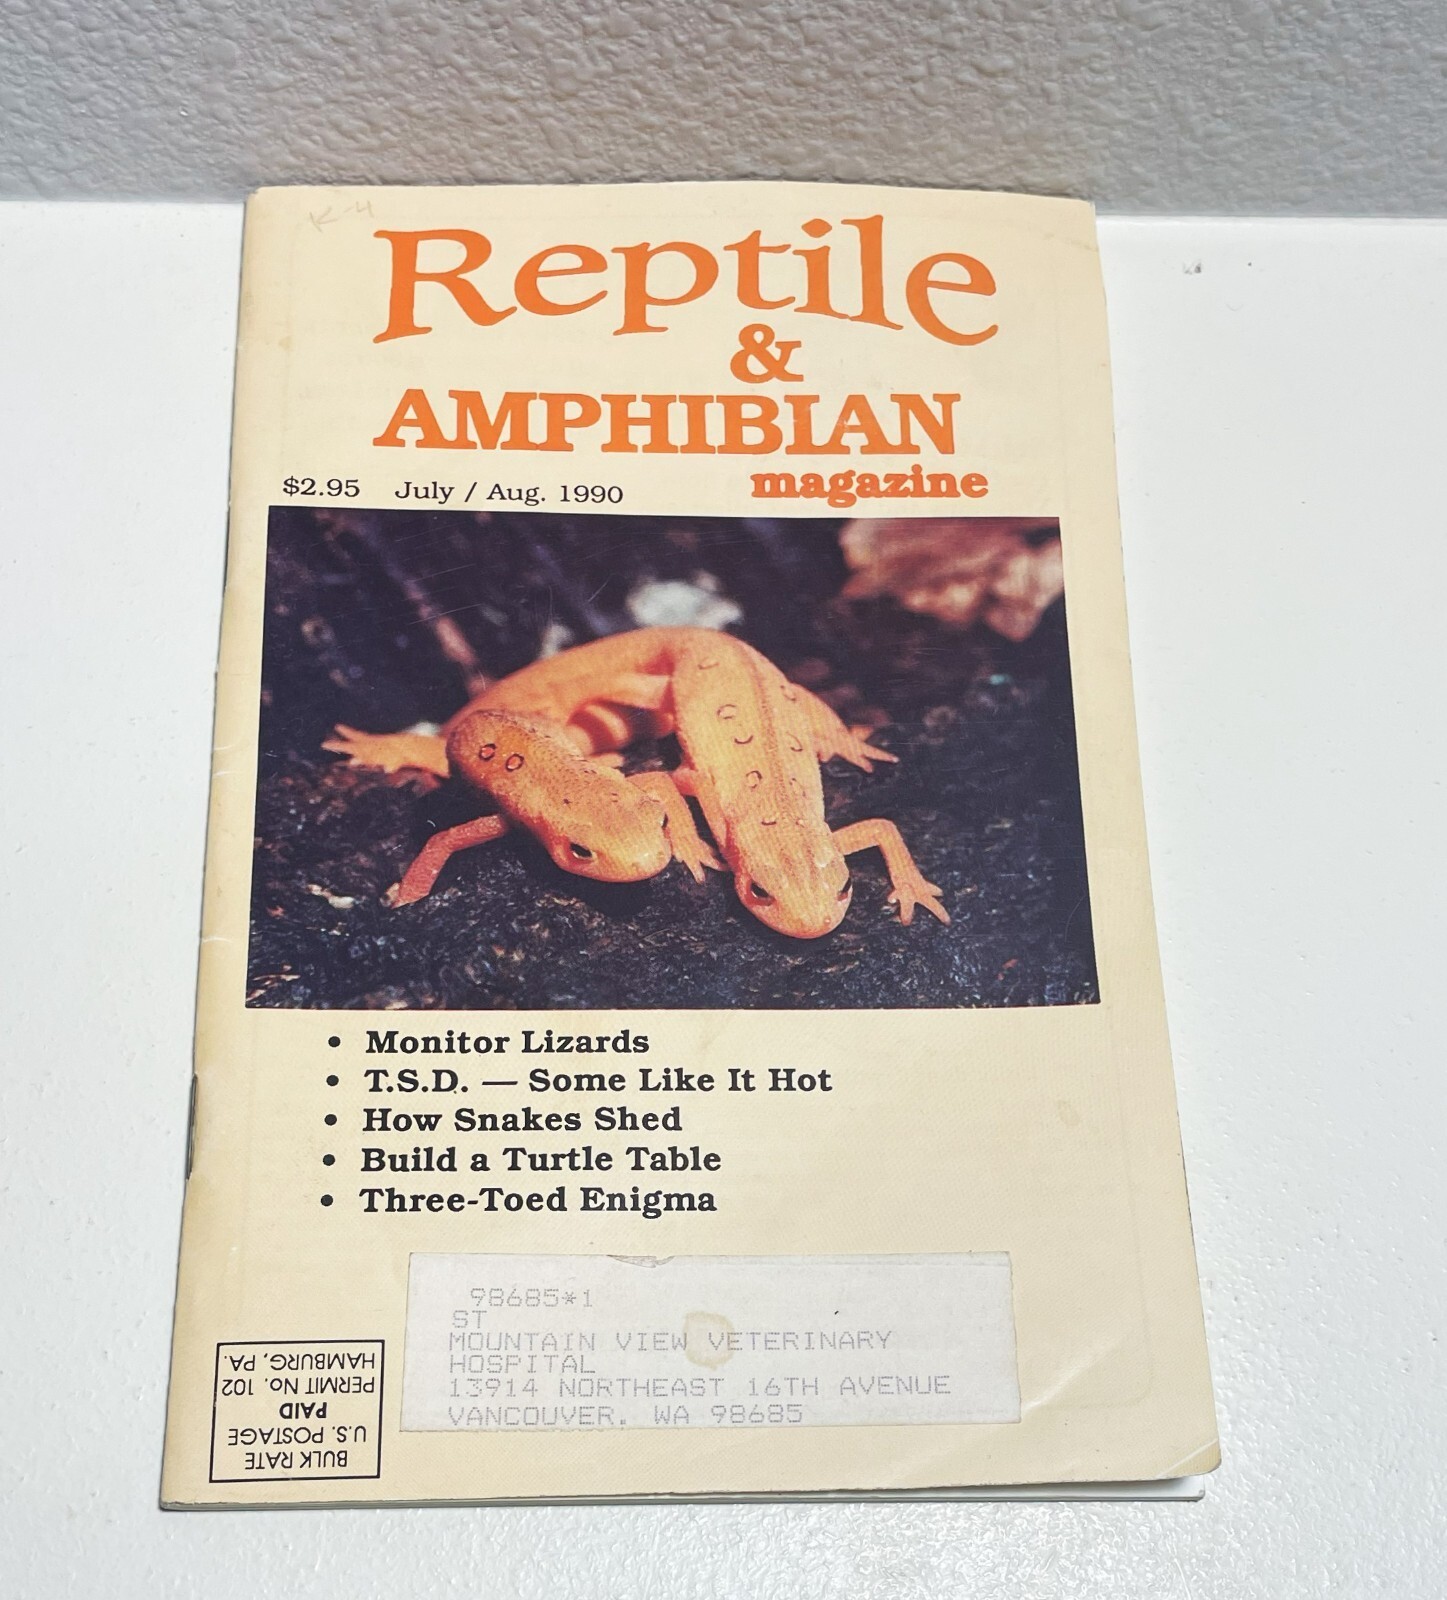 K-4
Reptile
&
AMPHIBIAN
magazine
$2.95 July / Aug. 1990
• Monitor Lizards
• T.S.D. — Some Like It Hot
• How Snakes Shed
• Build a Turtle Table
• Three-Toed Enigma
98685*1
ST
MOUNTAIN VIEW VETERINARY
HOSPITAL
13914 NORTHEAST 16TH AVENUE
VANCOUVER. WA 98685
BULK RATE
U.S. POSTAGE
PAID
PERMIT No. 102
HAMBURG, PA.